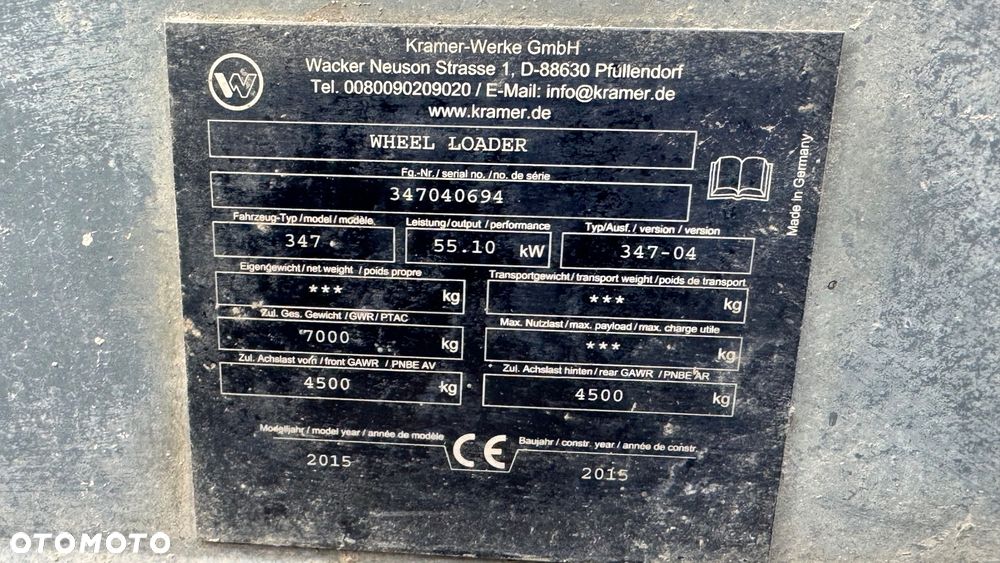 Kramer-Werke GmbH
Wacker Neuson Strasse 1, D-88630 Pfullendorf
Tel. 0080090209020 / E-Mail: info@kramer.de
www.kramer.de
WHEEL LOADER
Fg.-Nr. / serial no. / no. de série
347040694
Fahrzeug-Typ / model / modèle
347
Leistung / output / performance
55.10 kW
Typ/Ausf. / version / version
347-04
Eigengewicht / net weight / poids propre
*** kg
Transportgewicht / transport weight / poids de transport
*** kg
Zul. Ges. Gewicht / GWR / PTAC
7000 kg
Max. Nutzlast / max. payload / max. charge utile
*** kg
Zul. Achslast vorn / front GAWR / PNBE AV
4500 kg
Zul. Achslast hinten / rear GAWR / PNBE AR
4500 kg
Modelljahr / model year / année de modèle
2015
CE
Baujahr / constr. year / année de constr.
2015
Made in Germany
OTOMOTO